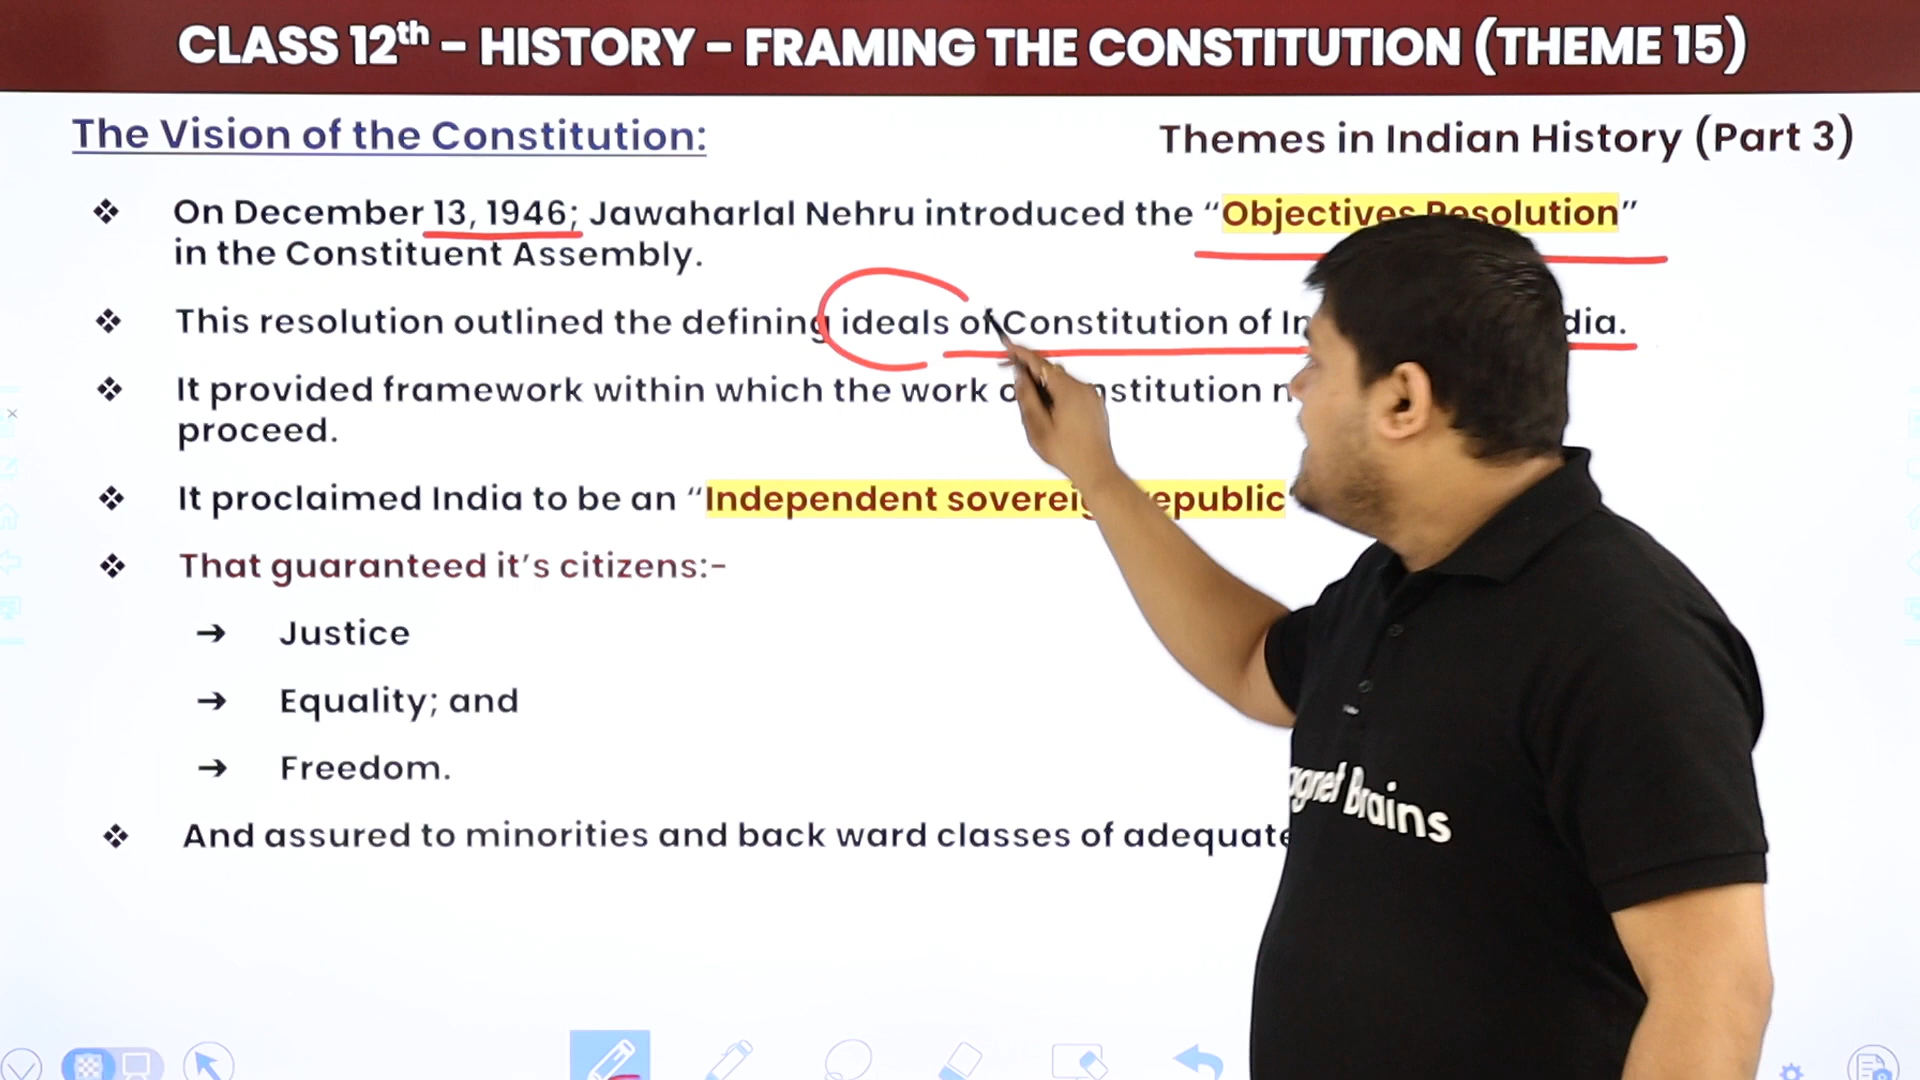 CLASS 12th - HISTORY - FRAMING THE CONSTITUTION (THEME 15)
The Vision of the Constitution:
Themes in Indian History (Part 3)
❖ On December 13, 1946; Jawaharlal Nehru introduced the “Objectives Resolution”
in the Constituent Assembly.
❖ This resolution outlined the defining ideals of Constitution of
❖ It provided framework within which the work
proceed.
❖ It proclaimed India to be an “Independent
❖ That guaranteed it’s citizens:-
→ Justice
→ Equality; and
→ Freedom.
❖ And assured to minorities and back ward classes of adequate
Brains